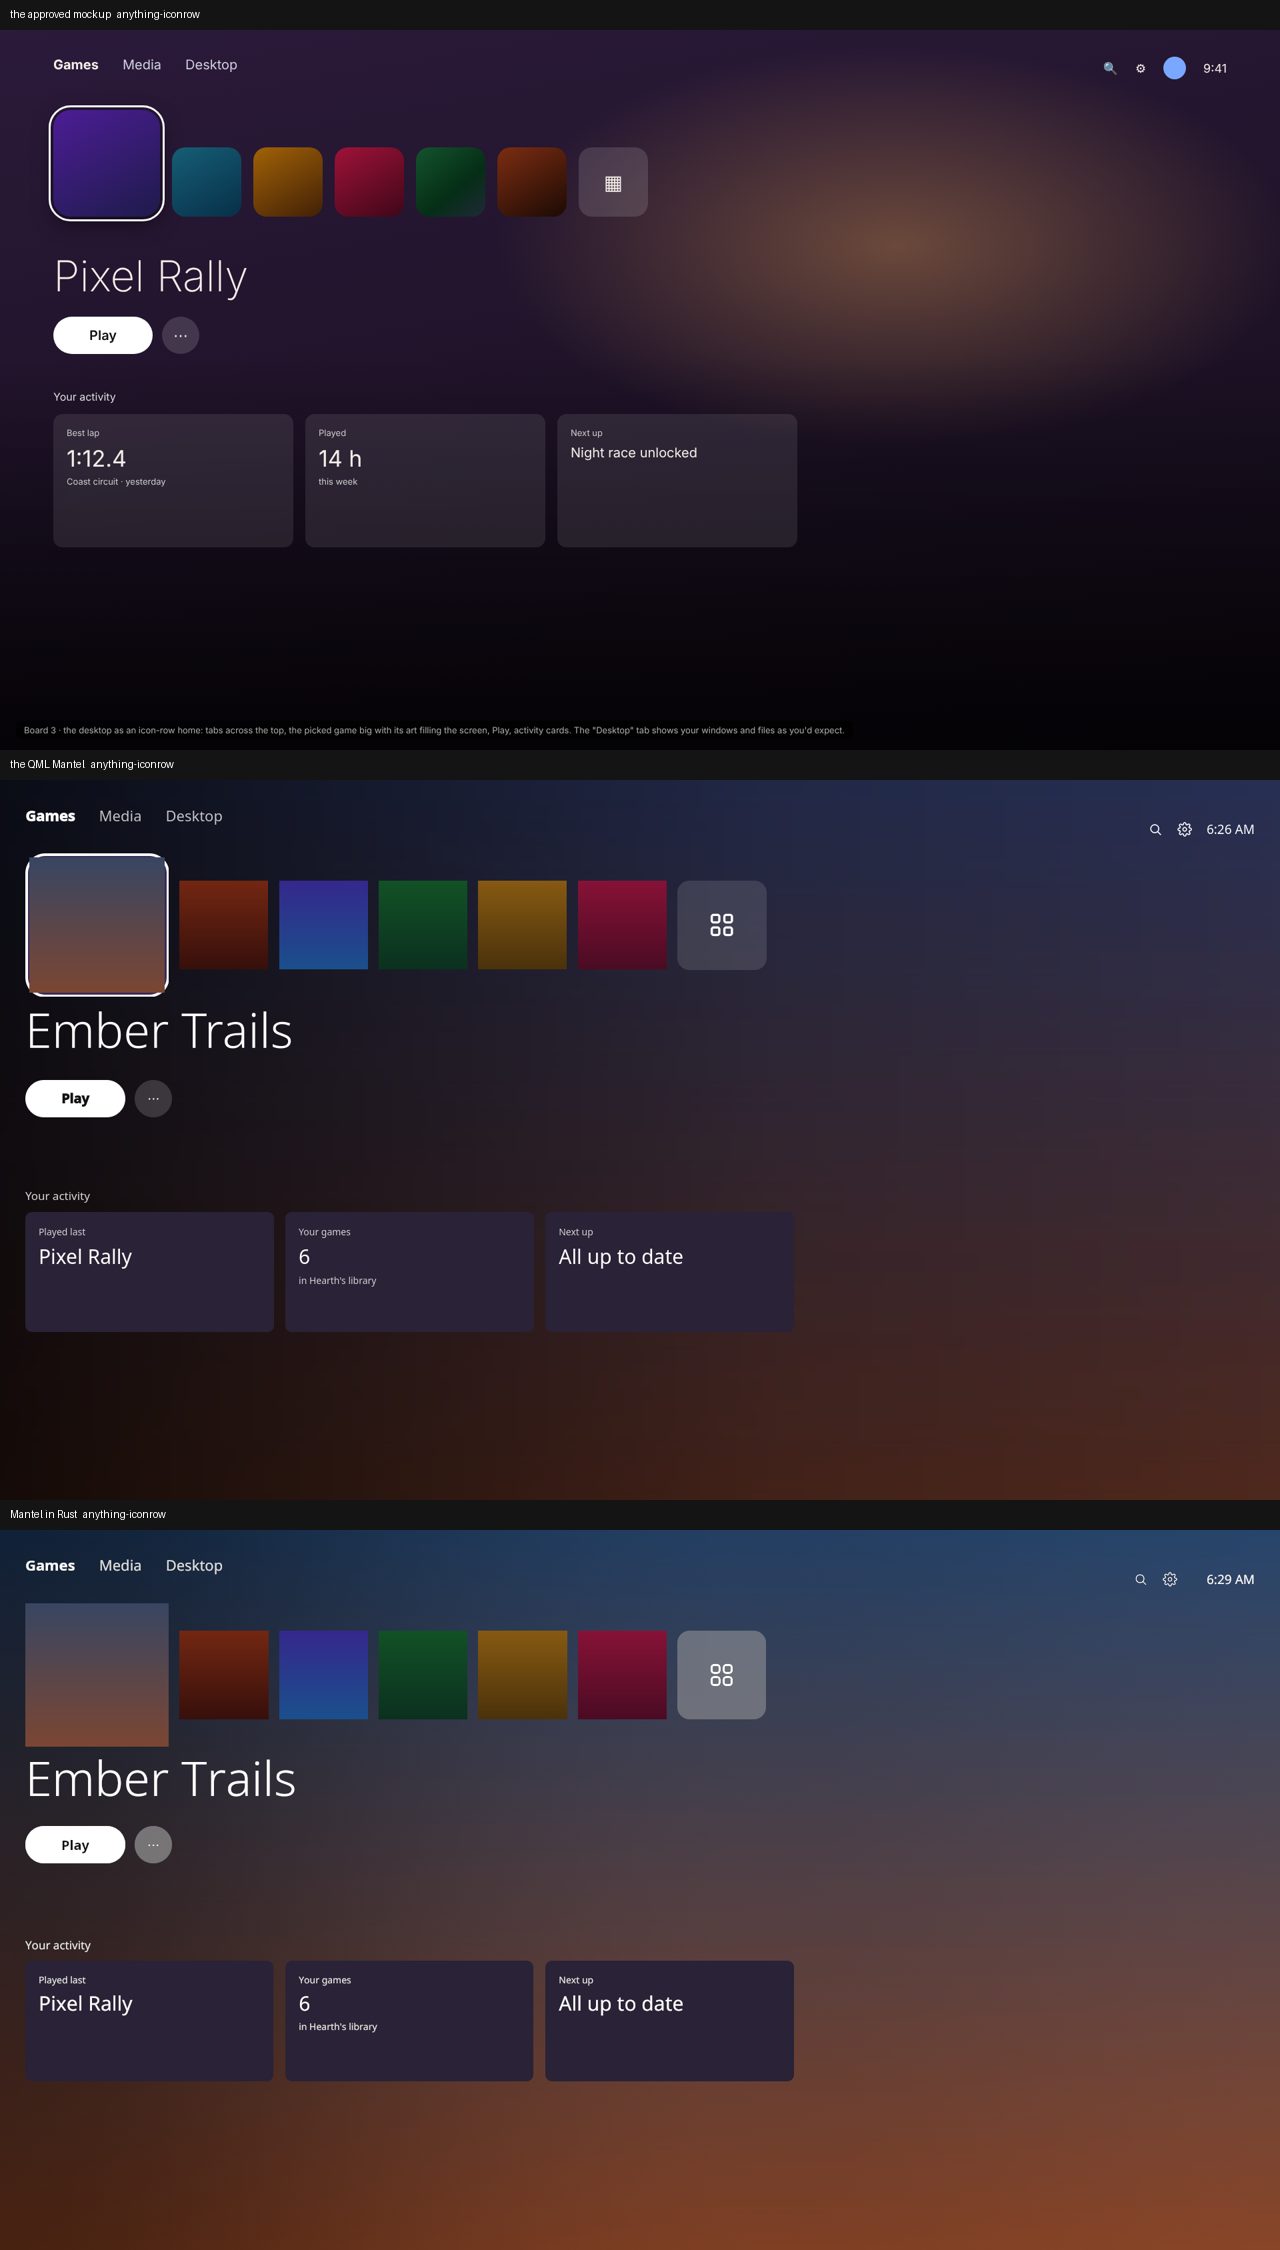 the approved mockup anything-iconrow
Games Media Desktop
9:41
Pixel Rally
Play ...
Your activity
Best lap Played Next up
1:12.4 14 h Night race unlocked
Coast circuit · yesterday this week
Board 3 · the desktop as an icon-row home: tabs across the top, the picked game big with its art filling the screen, Play, activity cards. The "Desktop" tab shows your windows and files as you'd expect.
the QML Mantel anything-iconrow
Games Media Desktop
6:26 AM
Ember Trails
Play ...
Your activity
Played last Your games Next up
Pixel Rally 6 All up to date
in Hearth's library
Mantel in Rust anything-iconrow
Games Media Desktop
6:29 AM
Ember Trails
Play ...
Your activity
Played last Your games Next up
Pixel Rally 6 All up to date
in Hearth's library